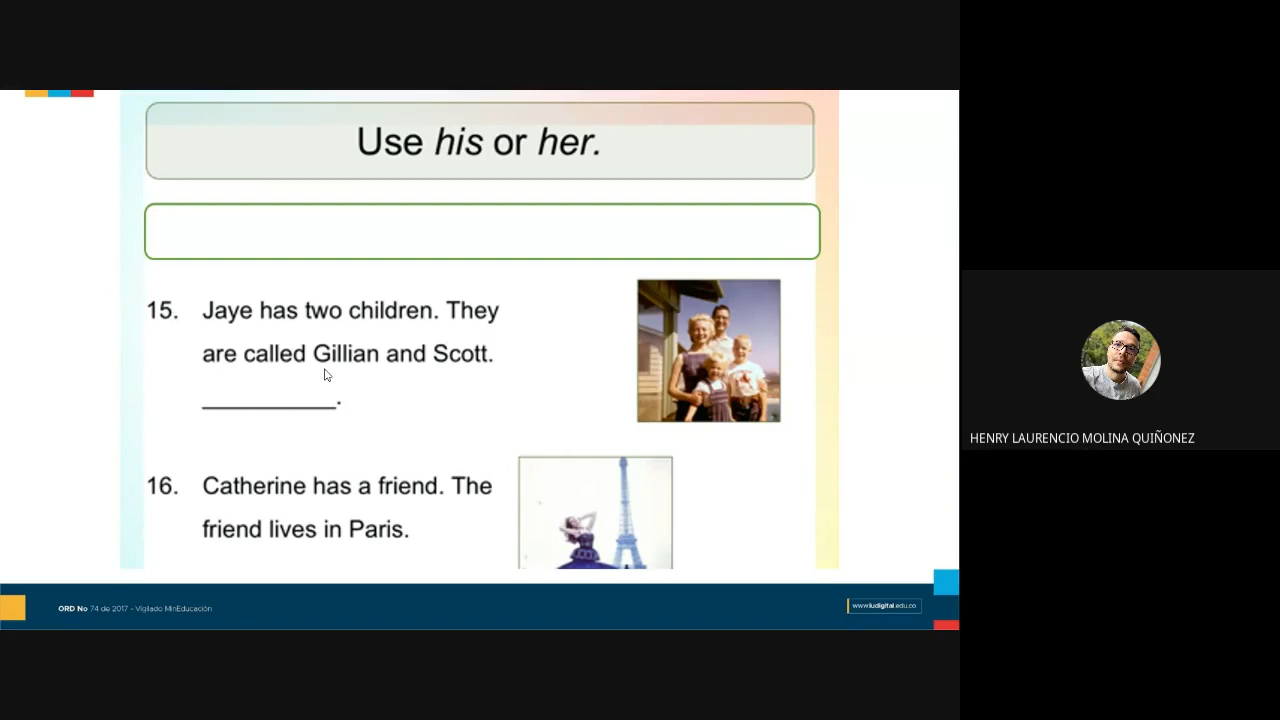 Use his or her.
15. Jaye has two children. They
are called Gillian and Scott.
__________.
16. Catherine has a friend. The
friend lives in Paris.
HENRY LAURENCIO MOLINA QUIÑONEZ
ORD No 74 de 2017 - Vigilado MinEducación
www.iudigital.edu.co